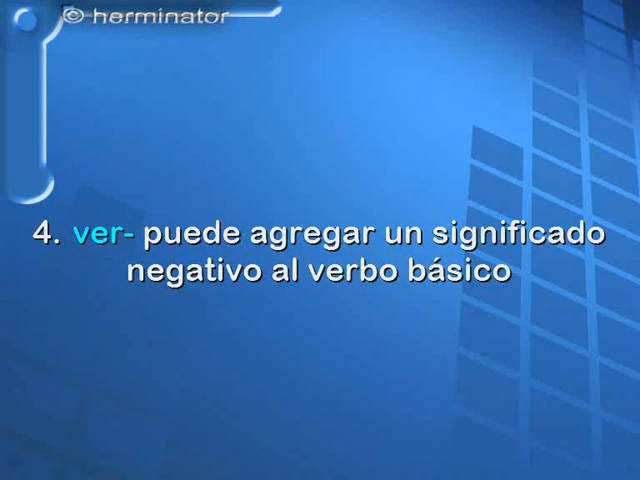 © herminator
4. ver- puede agregar un significado
negativo al verbo básico